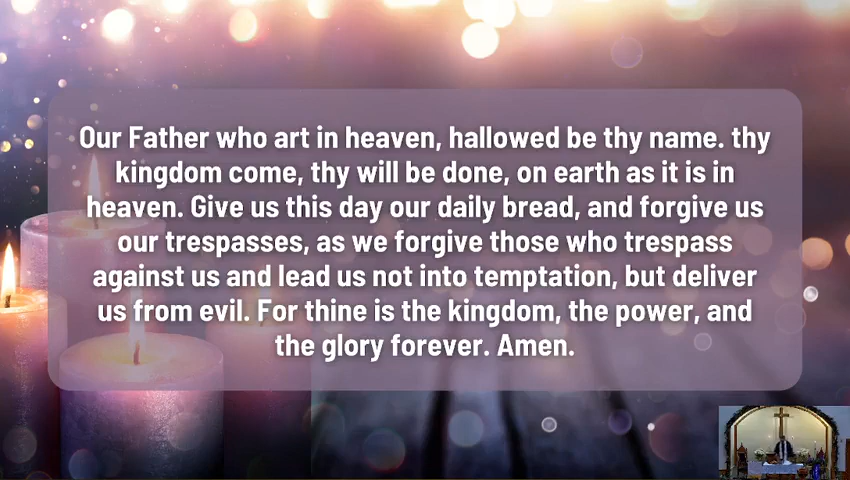 Our Father who art in heaven, hallowed be thy name. thy
kingdom come, thy will be done, on earth as it is in
heaven. Give us this day our daily bread, and forgive us
our trespasses, as we forgive those who trespass
against us and lead us not into temptation, but deliver
us from evil. For thine is the kingdom, the power, and
the glory forever. Amen.